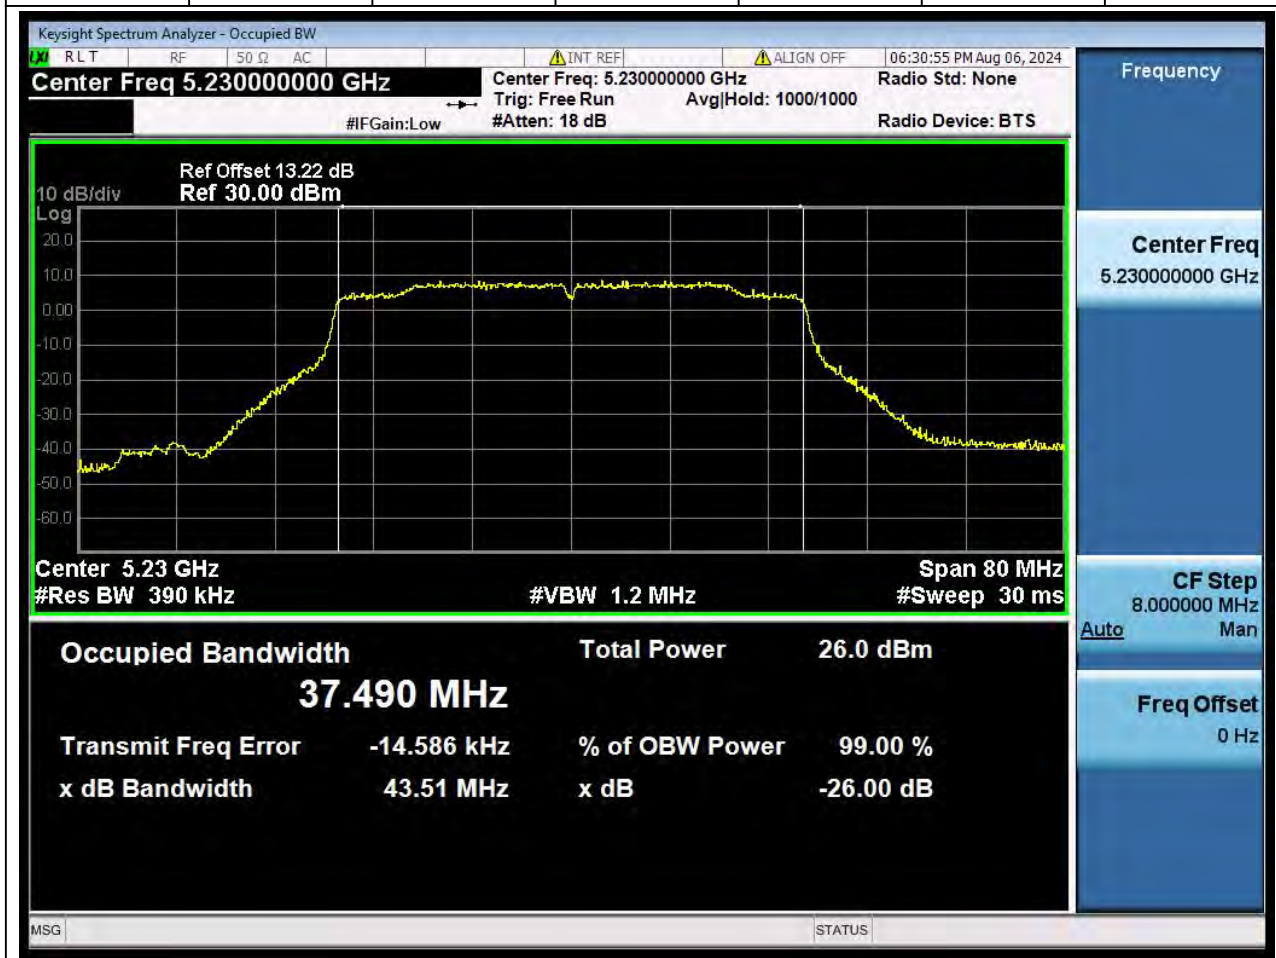 Keysight Spectrum Analyzer - Occupied BW
LXI RLT RF 50 Ω AC INT REF ALIGN OFF 06:30:55 PM Aug 06, 2024
Center Freq 5.230000000 GHz
Center Freq: 5.230000000 GHz
Radio Std: None
Trig: Free Run Avg|Hold: 1000/1000
#IFGain:Low
#Atten: 18 dB
Radio Device: BTS
Ref Offset 13.22 dB
10 dB/div Ref 30.00 dBm
Log
20.0
10.0
0.00
-10.0
-20.0
-30.0
-40.0
-50.0
-60.0
Center 5.23 GHz Span 80 MHz
#Res BW 390 kHz #VBW 1.2 MHz #Sweep 30 ms
Occupied Bandwidth Total Power 26.0 dBm
37.490 MHz
Transmit Freq Error -14.586 kHz % of OBW Power 99.00 %
x dB Bandwidth 43.51 MHz x dB -26.00 dB
Frequency
Center Freq
5.230000000 GHz
CF Step
8.000000 MHz
Auto Man
Freq Offset
0 Hz
MSG STATUS